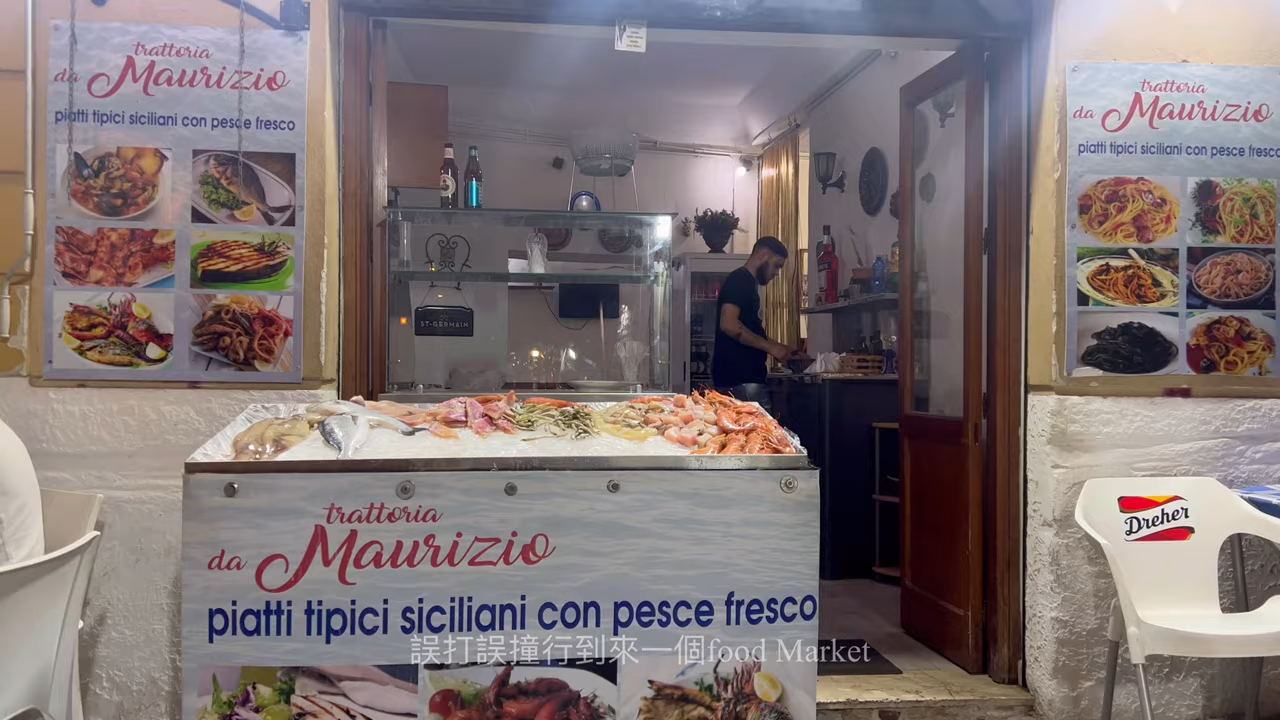 trattoria
da Maurizio
piatti tipici siciliani con pesce fresco
trattoria
da Maurizio
piatti tipici siciliani con pesce fresco
ST-GERMAIN
Dreher
trattoria
da Maurizio
piatti tipici siciliani con pesce fresco
誤打誤撞行到來一個food Market